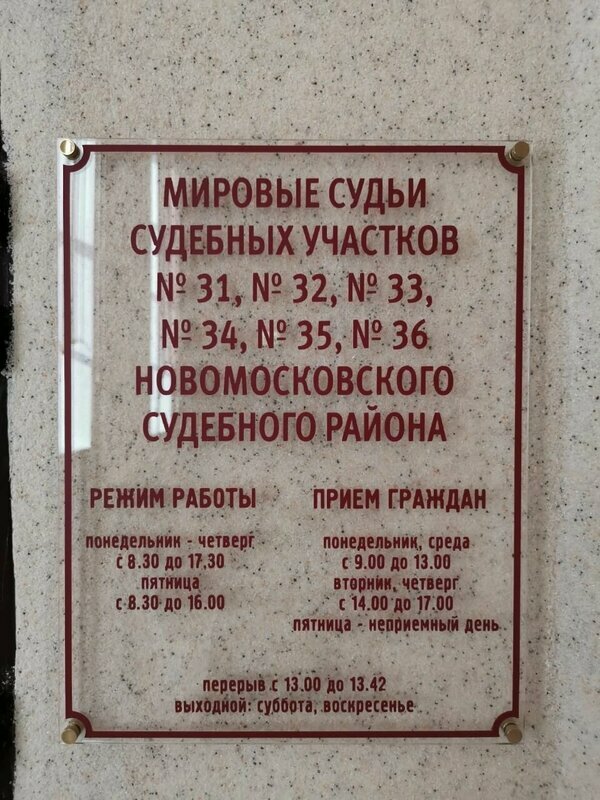 МИРОВЫЕ СУДЬИ
СУДЕБНЫХ УЧАСТКОВ
№ 31, № 32, № 33,
№ 34, № 35, № 36
НОВОМОСКОВСКОГО
СУДЕБНОГО РАЙОНА
РЕЖИМ РАБОТЫ
понедельник - четверг
с 8.30 до 17.30
пятница
с 8.30 до 16.00
ПРИЕМ ГРАЖДАН
понедельник, среда
с 9.00 до 13.00
вторник, четверг
с 14.00 до 17.00
пятница - неприемный день
перерыв с 13.00 до 13.42
выходной: суббота, воскресенье